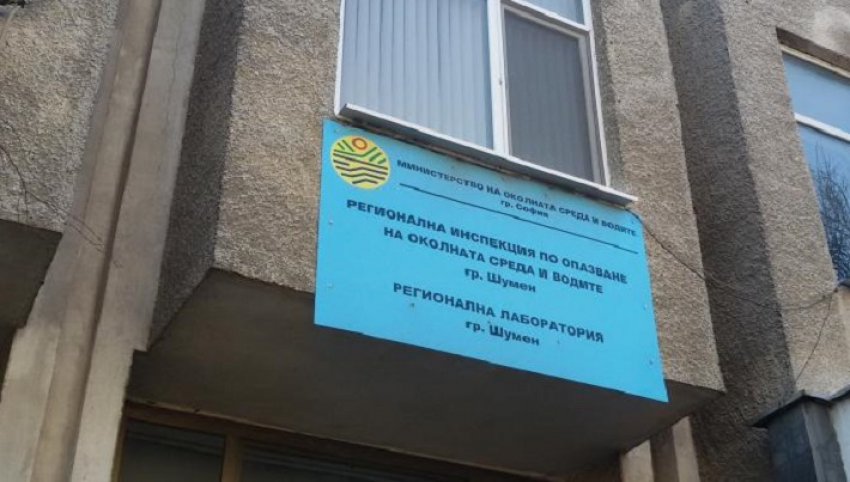 МИНИСТЕРСТВО НА ОКОЛНАТА СРЕДА И ВОДИТЕ
гр. София
РЕГИОНАЛНА ИНСПЕКЦИЯ ПО ОПАЗВАНЕ
НА ОКОЛНАТА СРЕДА И ВОДИТЕ
гр. Шумен
РЕГИОНАЛНА ЛАБОРАТОРИЯ
гр. Шумен